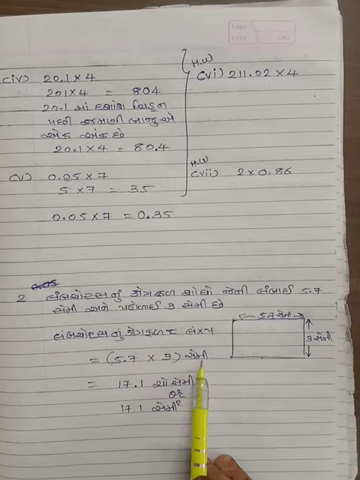 (iv) 20.1 × 4
201 × 4 = 804
20.1 માં દશાંશ ચિહ્ન
પછી જમણી બાજુએ
એક અંક છે
20.1 × 4 = 80.4
(v) 0.05 × 7
5 × 7 = 35
0.05 × 7 = 0.35
H.W
(vi) 211.02 × 4
H.W
(vii) 2 × 0.86
2 લંબચોરસનું ક્ષેત્રફળ શોધો જેની લંબાઈ 5.7
સેમી અને પહોળાઈ 3 સેમી છે
લંબચોરસનું ક્ષેત્રફળ = લ × પ
= (5.7 × 3) સેમી
= 17.1 ચો સેમી
or
17.1 સેમી²
5.7 સેમી
3 સેમી